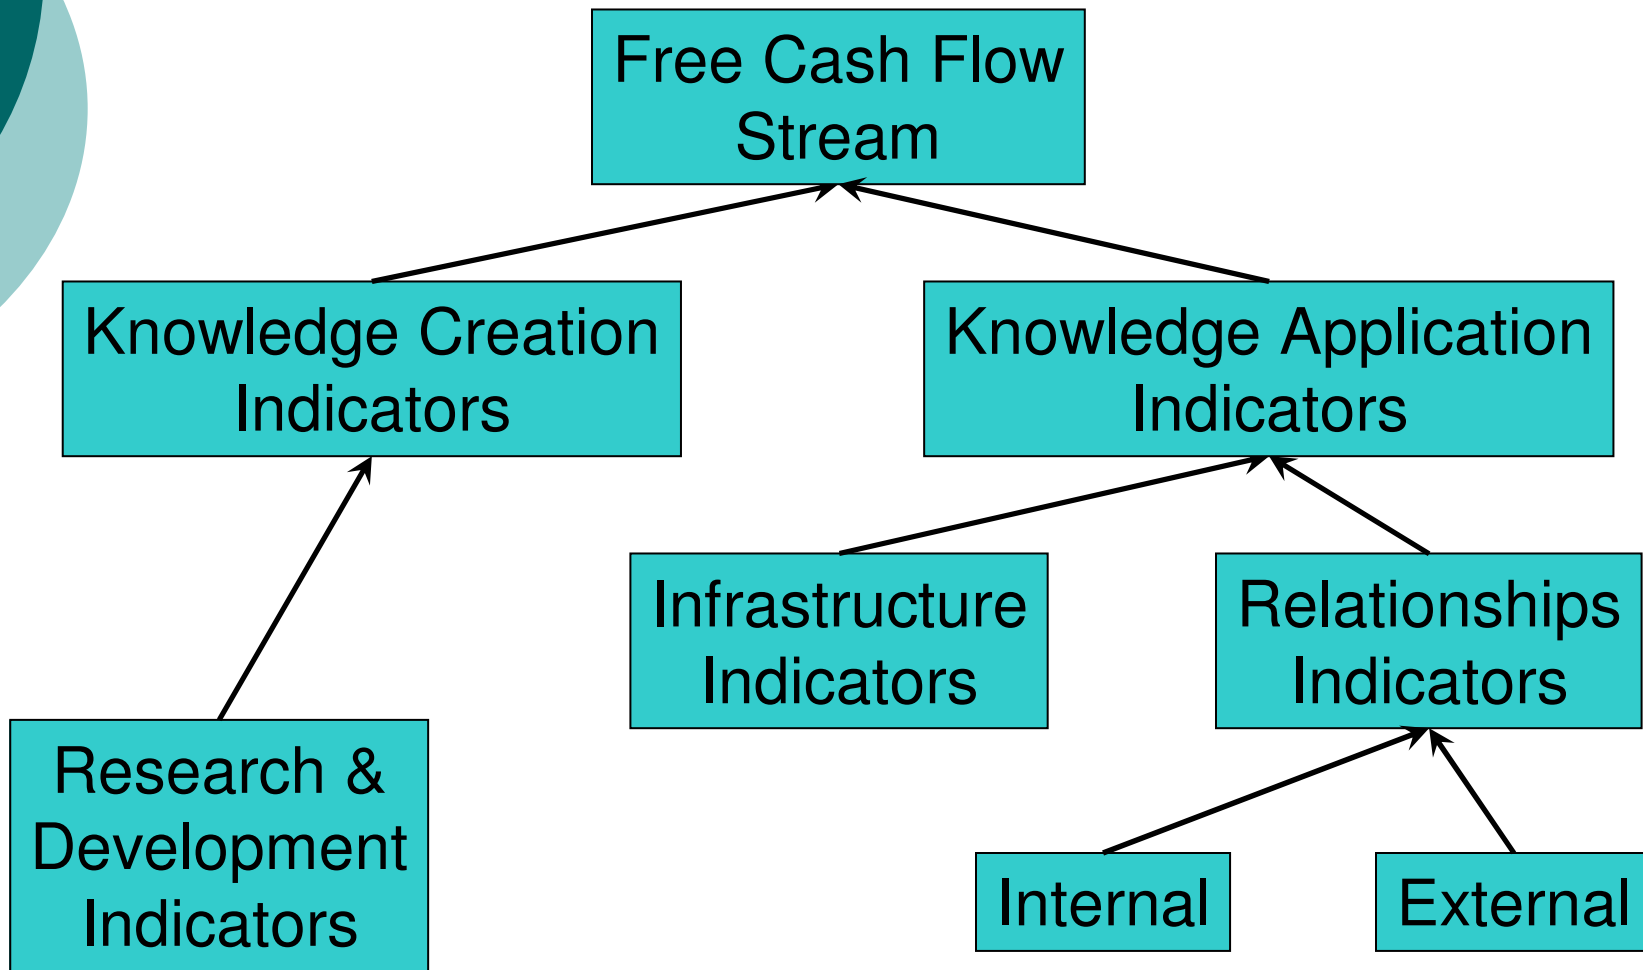 Free Cash Flow
Stream
Knowledge Creation
Indicators
Knowledge Application
Indicators
Infrastructure
Indicators
Relationships
Indicators
Research &
Development
Indicators
Internal
External